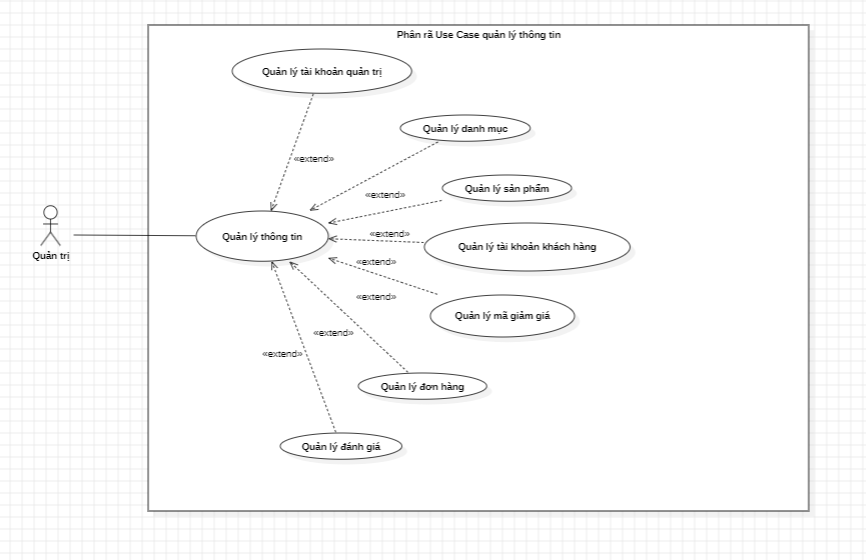 Phân rã Use Case quản lý thông tin
Quản lý tài khoản quản trị
Quản lý danh mục
«extend»
Quản lý sản phẩm
«extend»
Quản lý thông tin
«extend»
Quản lý tài khoản khách hàng
Quản trị
«extend»
«extend»
Quản lý mã giảm giá
«extend»
«extend»
Quản lý đơn hàng
Quản lý đánh giá